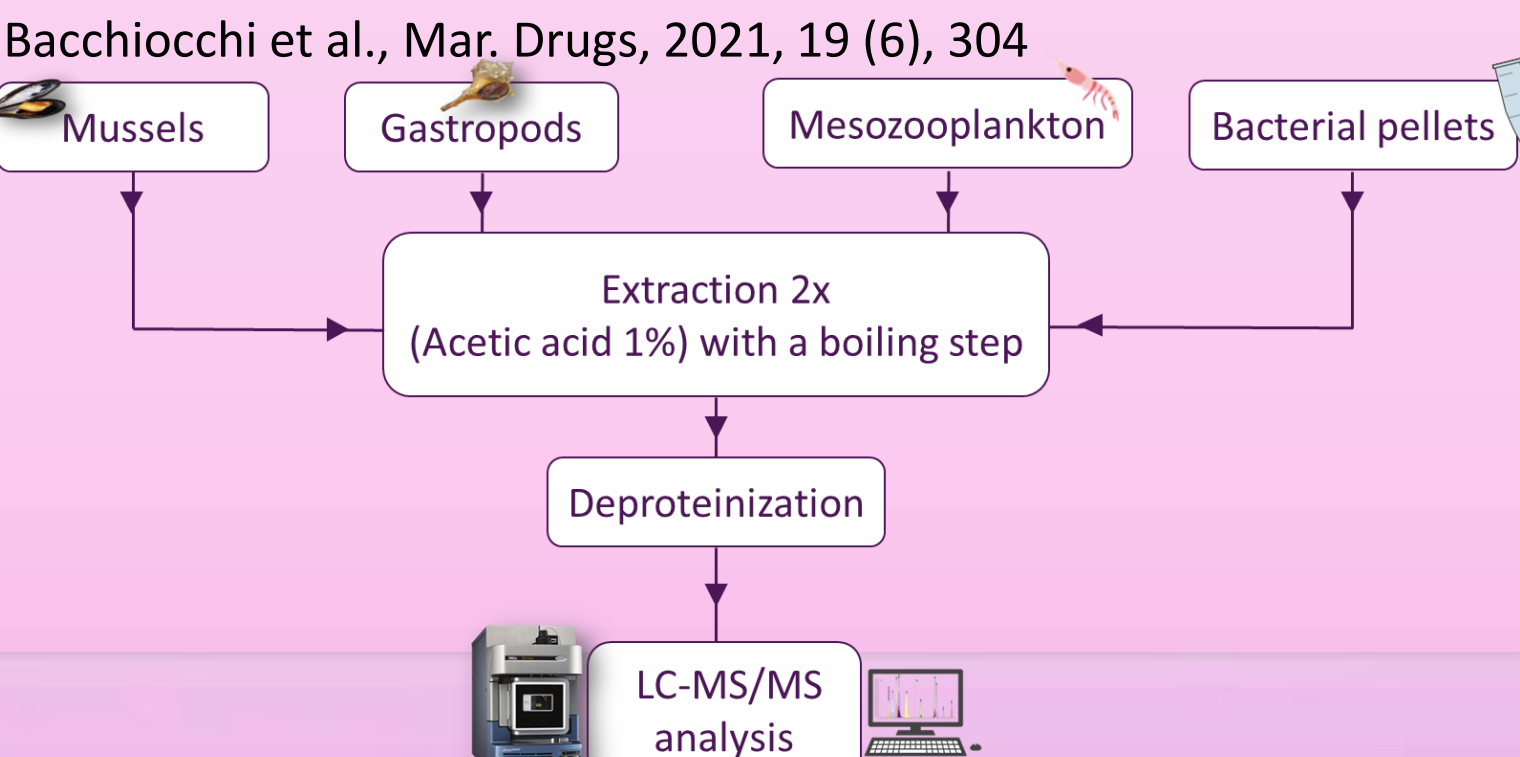 Bacchiocchi et al., Mar. Drugs, 2021, 19 (6), 304
Mussels
Gastropods
Mesozooplankton
Bacterial pellets
Extraction 2x
(Acetic acid 1%) with a boiling step
Deproteinization
LC-MS/MS
analysis